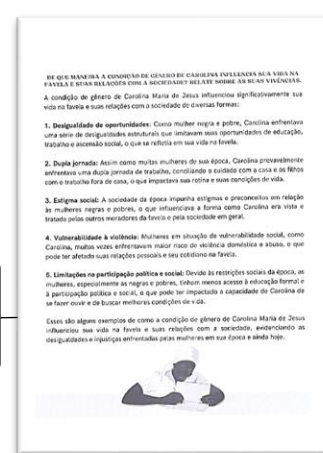 DE QUE MANEIRA A CONDIÇÃO DE GÊNERO DE CAROLINA INFLUENCIA SUA VIDA NA
FAVELA E SUAS RELAÇÕES COM A SOCIEDADE? RELATE SOBRE AS SUAS VIVÊNCIAS.
A condição de gênero de Carolina Maria de Jesus influenciou significativamente sua
vida na favela e suas relações com a sociedade de diversas formas:
1. Desigualdade de oportunidades: Como mulher negra e pobre, Carolina enfrentava
uma série de desigualdades estruturais que limitavam suas oportunidades de educação,
trabalho e ascensão social, o que se refletia em sua vida na favela.
2. Dupla jornada: Assim como muitas mulheres de sua época, Carolina provavelmente
enfrentava uma dupla jornada de trabalho, conciliando o cuidado com a casa e os filhos
com o trabalho fora de casa, o que impactava sua rotina e suas condições de vida.
3. Estigma social: A sociedade da época impunha estigmas e preconceitos em relação
às mulheres negras e pobres, o que influenciava a forma como Carolina era vista e
tratada pelos outros moradores da favela e pela sociedade em geral.
4. Vulnerabilidade à violência: Mulheres em situação de vulnerabilidade social, como
Carolina, muitas vezes enfrentavam maior risco de violência doméstica e abuso, o que
pode ter afetado suas relações pessoais e seu cotidiano na favela.
5. Limitações na participação política e social: Devido às restrições sociais da época, as
mulheres, especialmente as negras e pobres, tinham menos acesso à educação formal e
à participação política e social, o que pode ter impactado a capacidade de Carolina de
se fazer ouvir e de buscar melhores condições de vida.
Esses são alguns exemplos de como a condição de gênero de Carolina Maria de Jesus
influenciou sua vida na favela e suas relações com a sociedade, evidenciando as
desigualdades e injustiças enfrentadas pelas mulheres em sua época e ainda hoje.